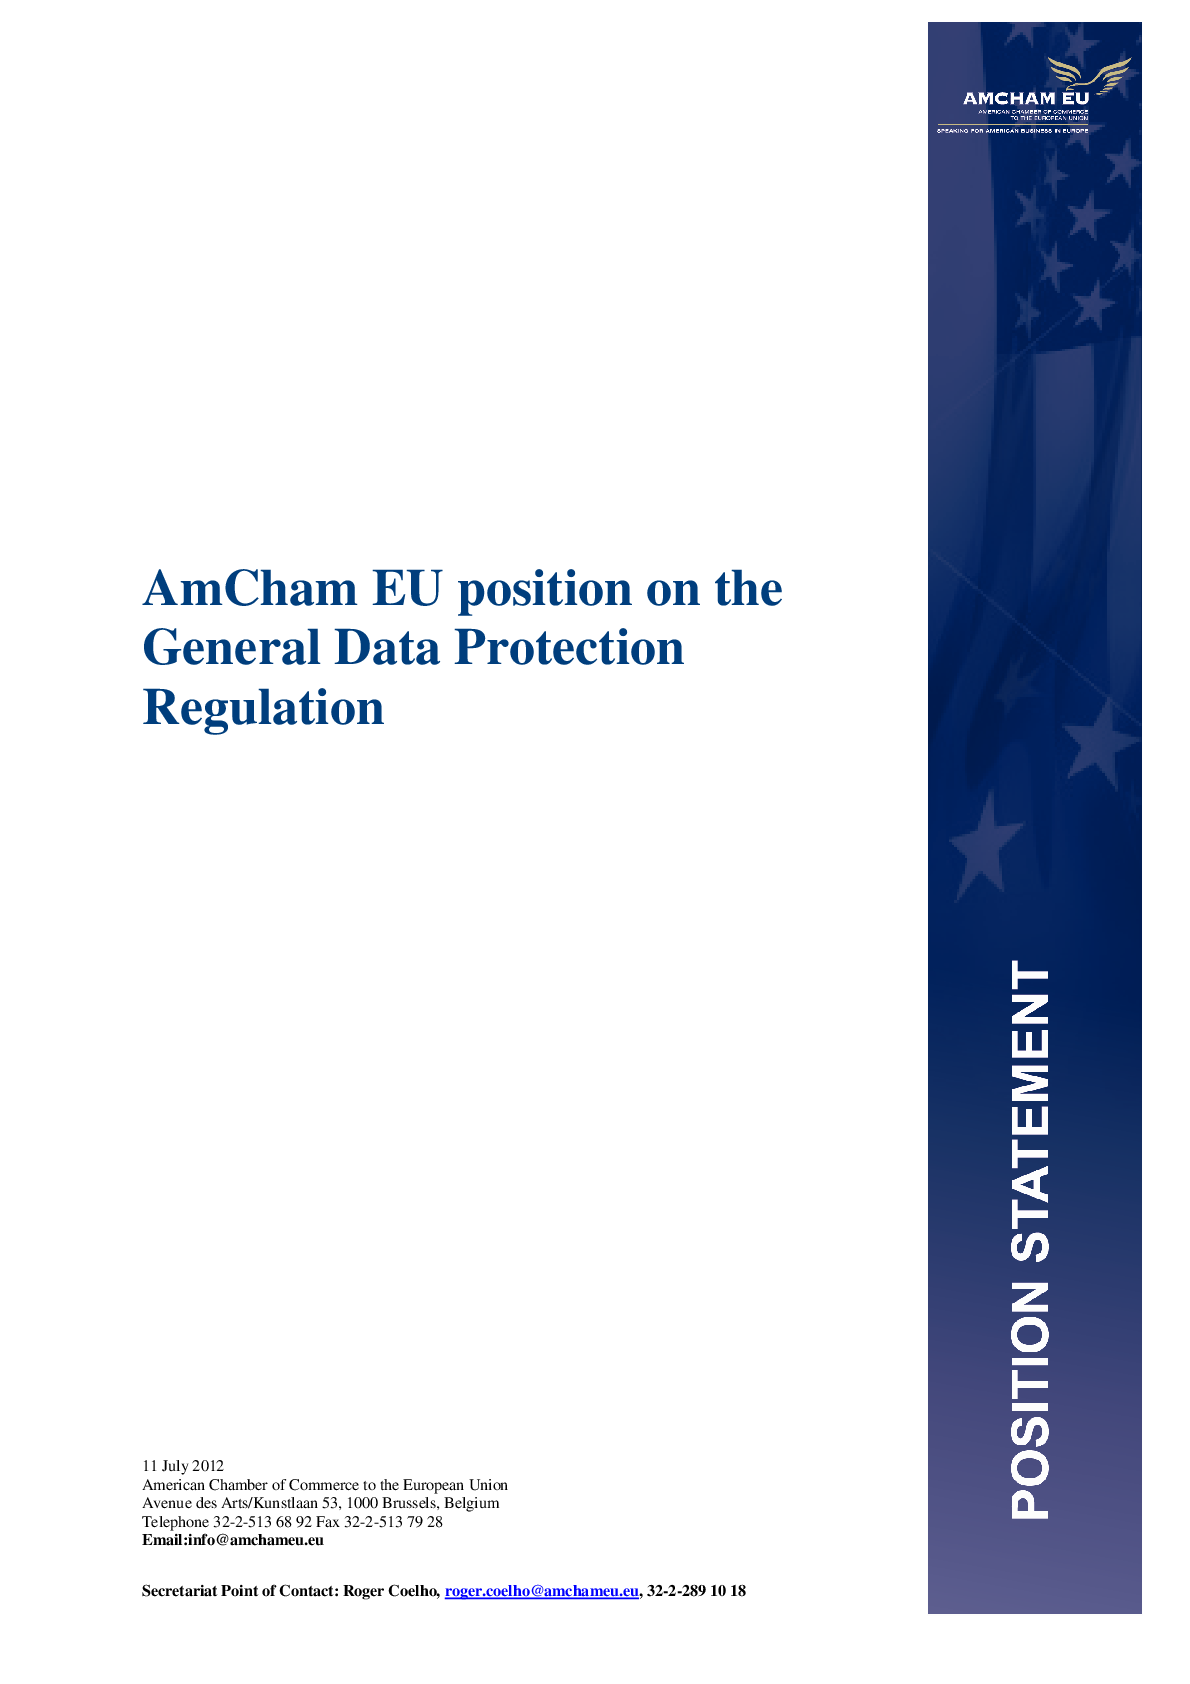 AMCHAM EU
AMERICAN CHAMBER OF COMMERCE
TO THE EUROPEAN UNION
SPEAKING FOR AMERICAN BUSINESS IN EUROPE
AmCham EU position on the
General Data Protection
Regulation
POSITION STATEMENT
11 July 2012
American Chamber of Commerce to the European Union
Avenue des Arts/Kunstlaan 53, 1000 Brussels, Belgium
Telephone 32-2-513 68 92 Fax 32-2-513 79 28
Email:info@amchameu.eu
Secretariat Point of Contact: Roger Coelho, roger.coelho@amchameu.eu, 32-2-289 10 18